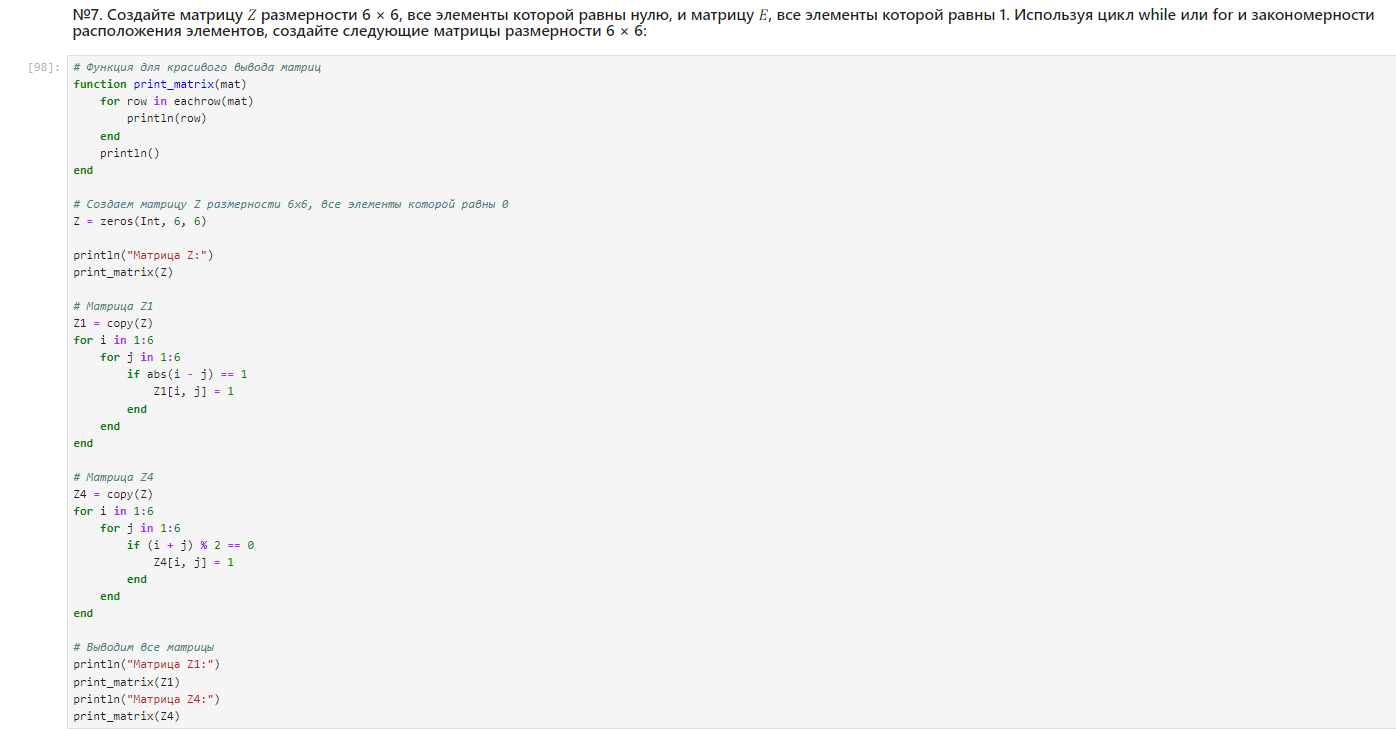 №7. Создайте матрицу Z размерности 6 × 6, все элементы которой равны нулю, и матрицу E, все элементы которой равны 1. Используя цикл while или for и закономерности
расположения элементов, создайте следующие матрицы размерности 6 × 6:
[98]:
# Функция для красивого вывода матриц
function print_matrix(mat)
    for row in eachrow(mat)
        println(row)
    end
    println()
end
# Создаем матрицу Z размерности 6x6, все элементы которой равны 0
Z = zeros(Int, 6, 6)
println("Матрица Z:")
print_matrix(Z)
# Матрица Z1
Z1 = copy(Z)
for i in 1:6
    for j in 1:6
        if abs(i - j) == 1
            Z1[i, j] = 1
        end
    end
end
# Матрица Z4
Z4 = copy(Z)
for i in 1:6
    for j in 1:6
        if (i + j) % 2 == 0
            Z4[i, j] = 1
        end
    end
end
# Выводим все матрицы
println("Матрица Z1:")
print_matrix(Z1)
println("Матрица Z4:")
print_matrix(Z4)